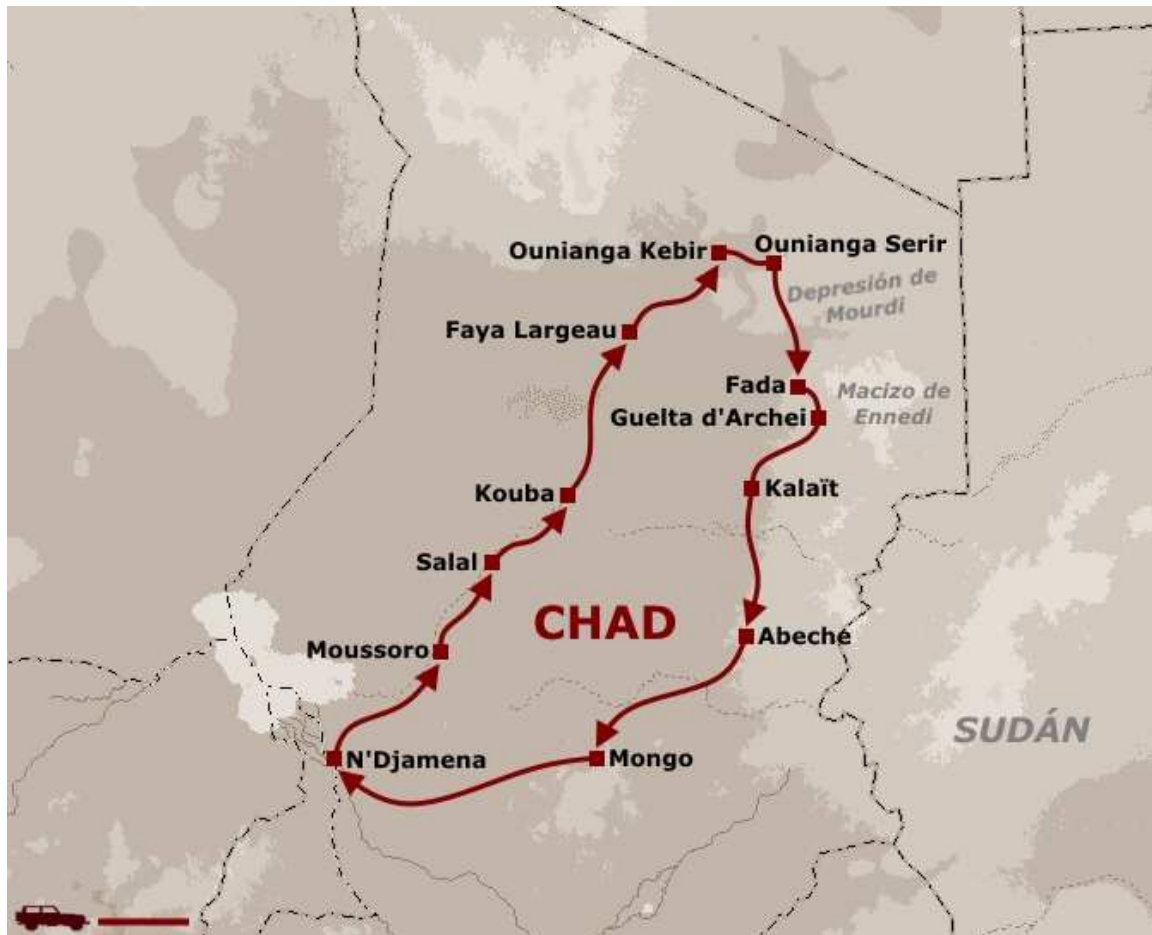 Ounianga Kebir
Ounianga Serir
Depresión de
Mourdi
Faya Largeau
Fada
Macizo de
Ennedi
Guelta d'Archei
Kouba
Kalaït
Salal
CHAD
Moussoro
Abeche
SUDÁN
N'Djamena
Mongo